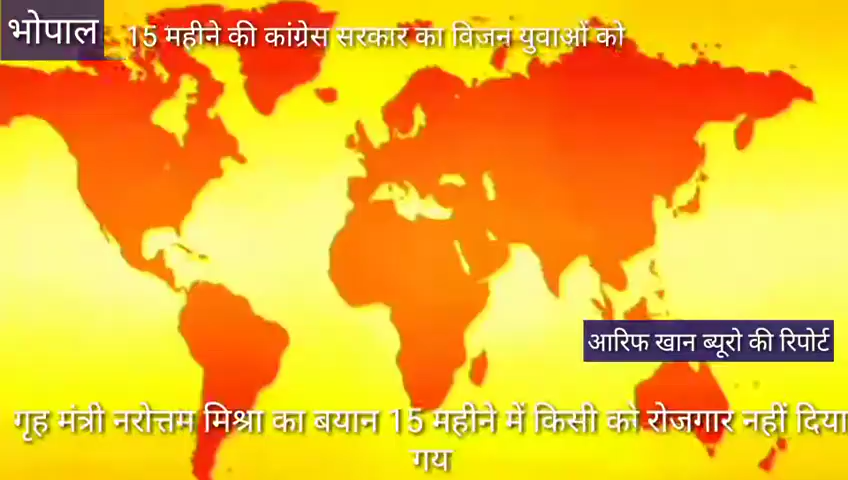 भोपाल
15 महीने की कांग्रेस सरकार का विजन युवाओं को
आरिफ खान ब्यूरो की रिपोर्ट
गृह मंत्री नरोत्तम मिश्रा का बयान 15 महीने में किसी को रोजगार नहीं दिया
गय